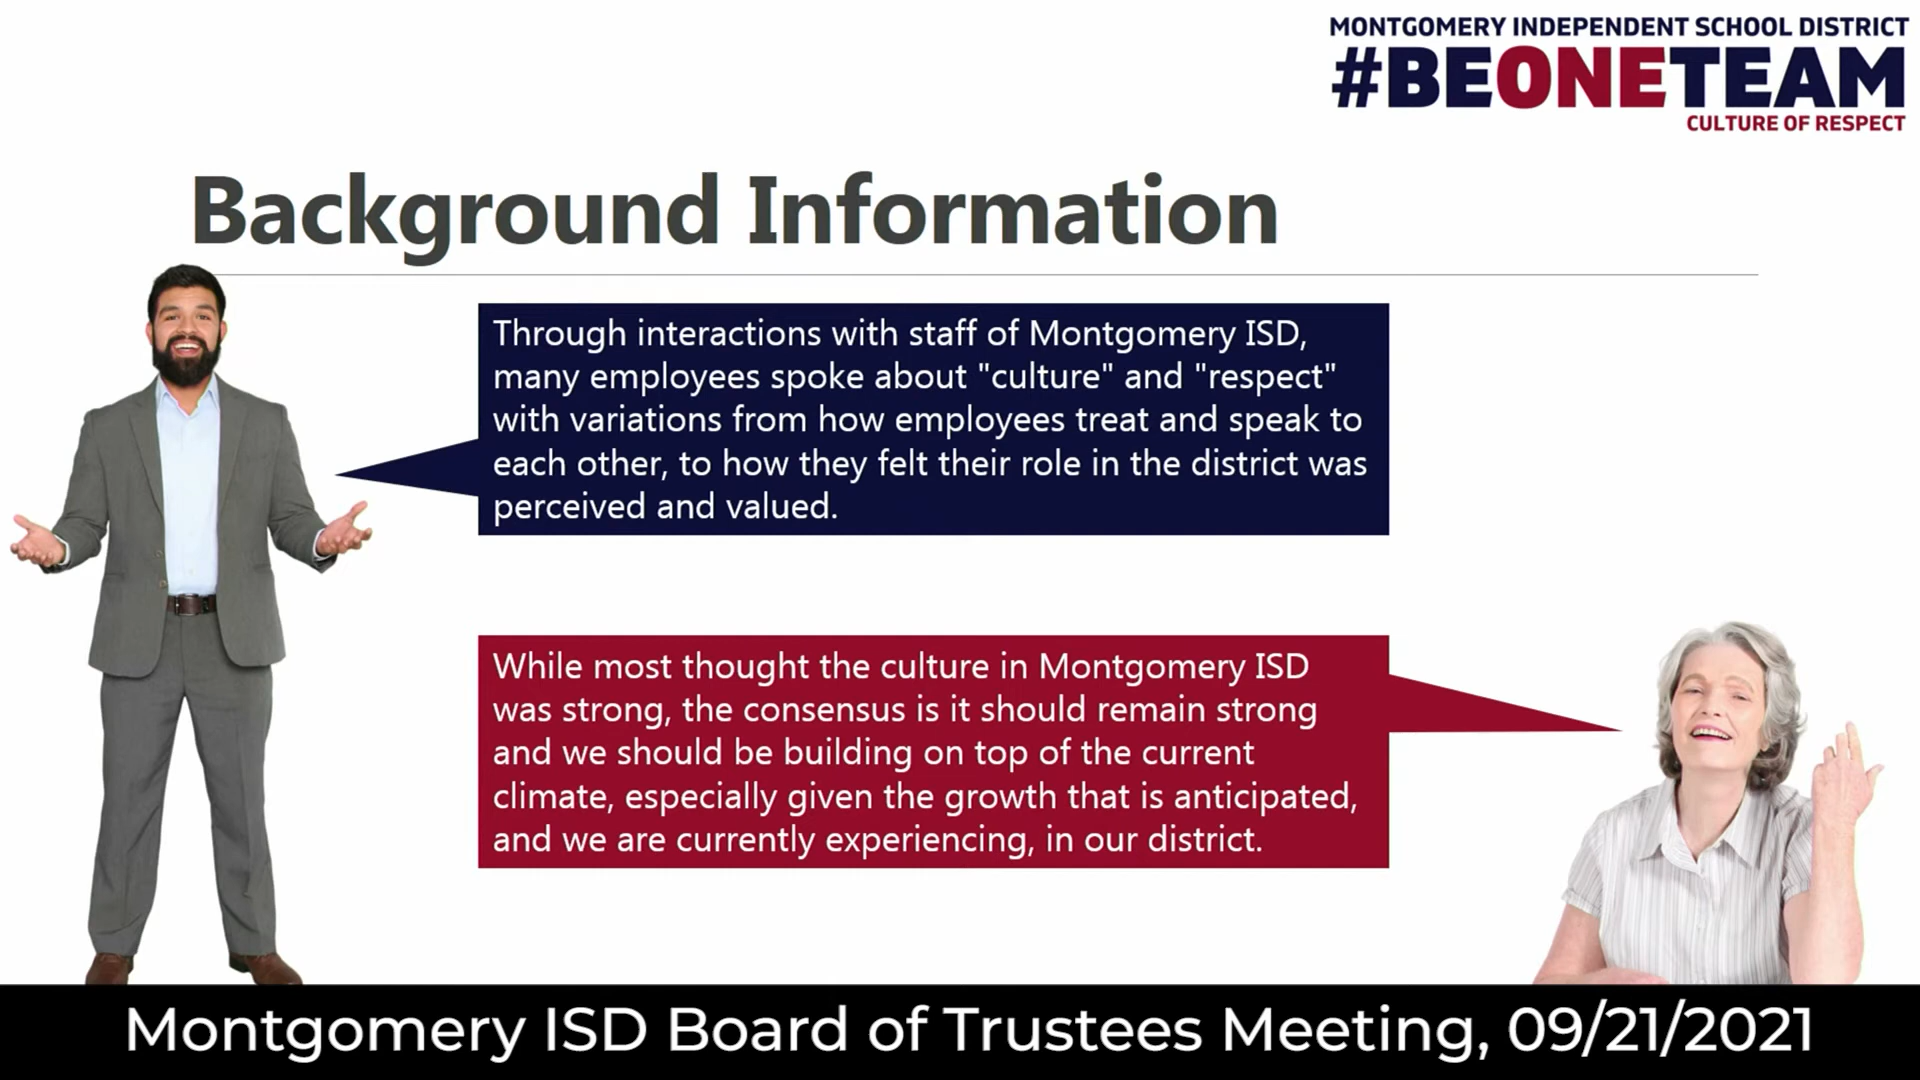 MONTGOMERY INDEPENDENT SCHOOL DISTRICT
#BEONETEAM
CULTURE OF RESPECT
Background Information
Through interactions with staff of Montgomery ISD,
many employees spoke about "culture" and "respect"
with variations from how employees treat and speak to
each other, to how they felt their role in the district was
perceived and valued.
While most thought the culture in Montgomery ISD
was strong, the consensus is it should remain strong
and we should be building on top of the current
climate, especially given the growth that is anticipated,
and we are currently experiencing, in our district.
Montgomery ISD Board of Trustees Meeting, 09/21/2021